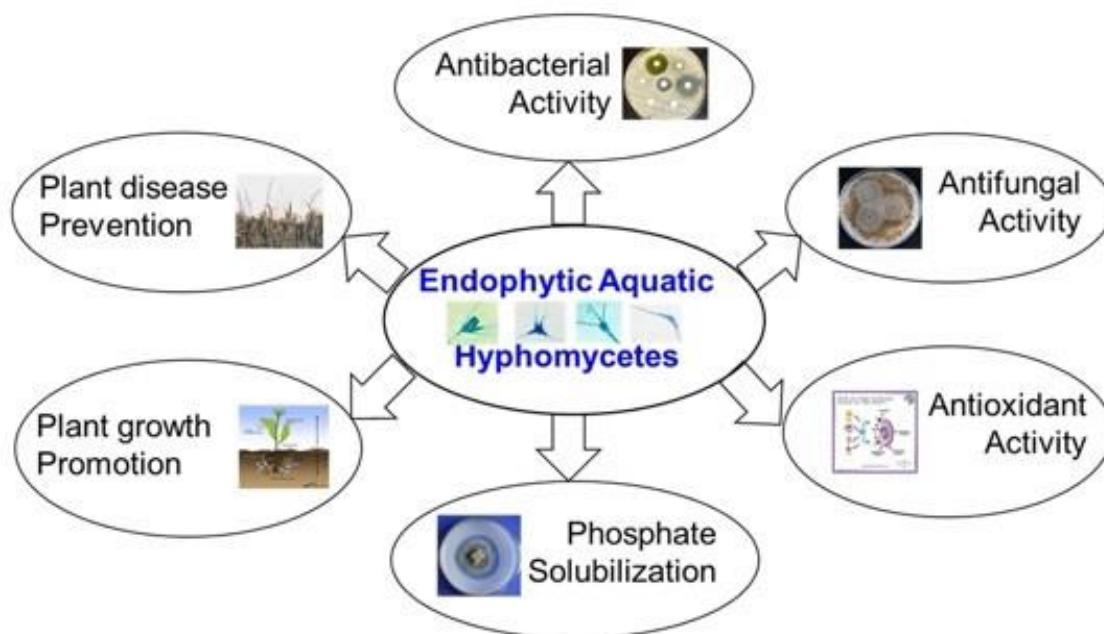 Antibacterial
Activity
Plant disease
Prevention
Antifungal
Activity
Endophytic Aquatic
Hyphomycetes
Plant growth
Promotion
Antioxidant
Activity
Phosphate
Solubilization